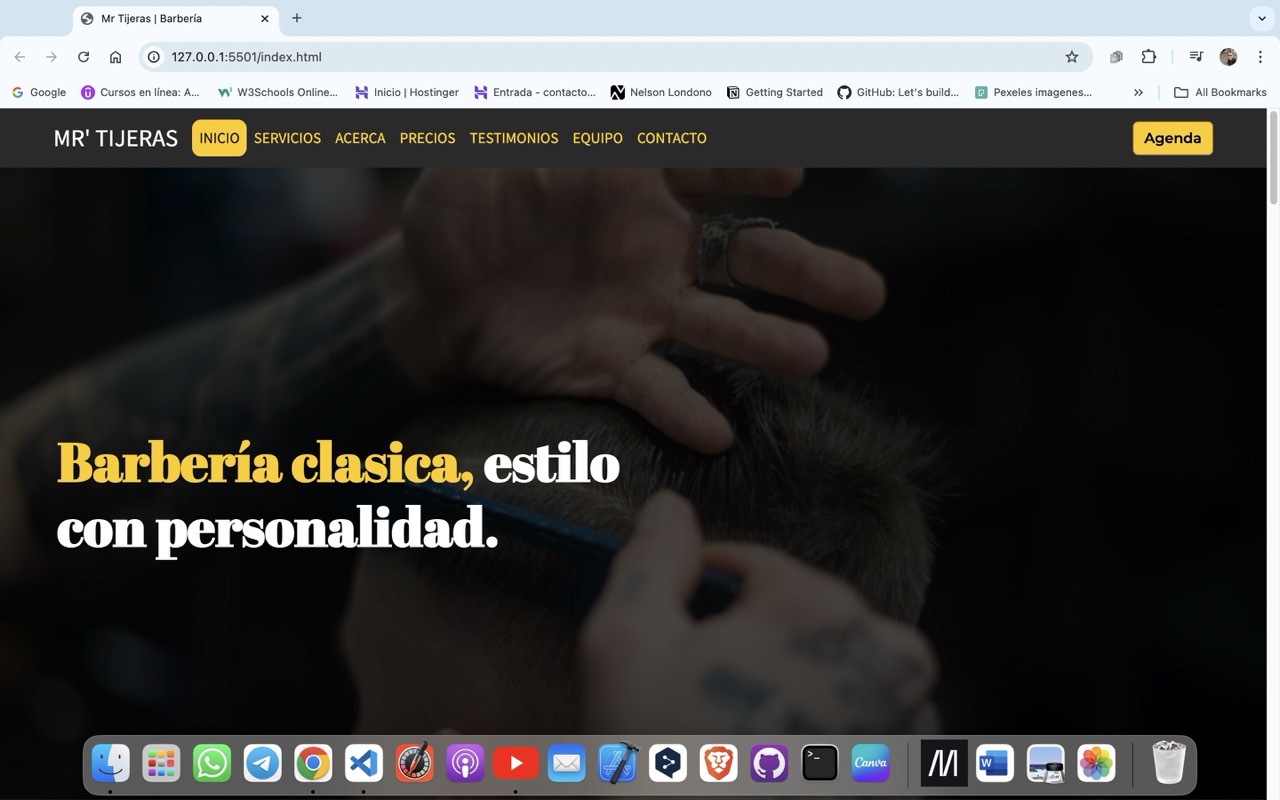 Mr Tijeras | Barbería
127.0.0.1:5501/index.html
Google
Cursos en línea: A...
W3Schools Online...
Inicio | Hostinger
Entrada - contacto...
Nelson Londono
Getting Started
GitHub: Let's build...
Pexeles imagenes...
All Bookmarks
MR' TIJERAS
INICIO
SERVICIOS
ACERCA
PRECIOS
TESTIMONIOS
EQUIPO
CONTACTO
Agenda
Barbería clasica, estilo
con personalidad.
Canva
W